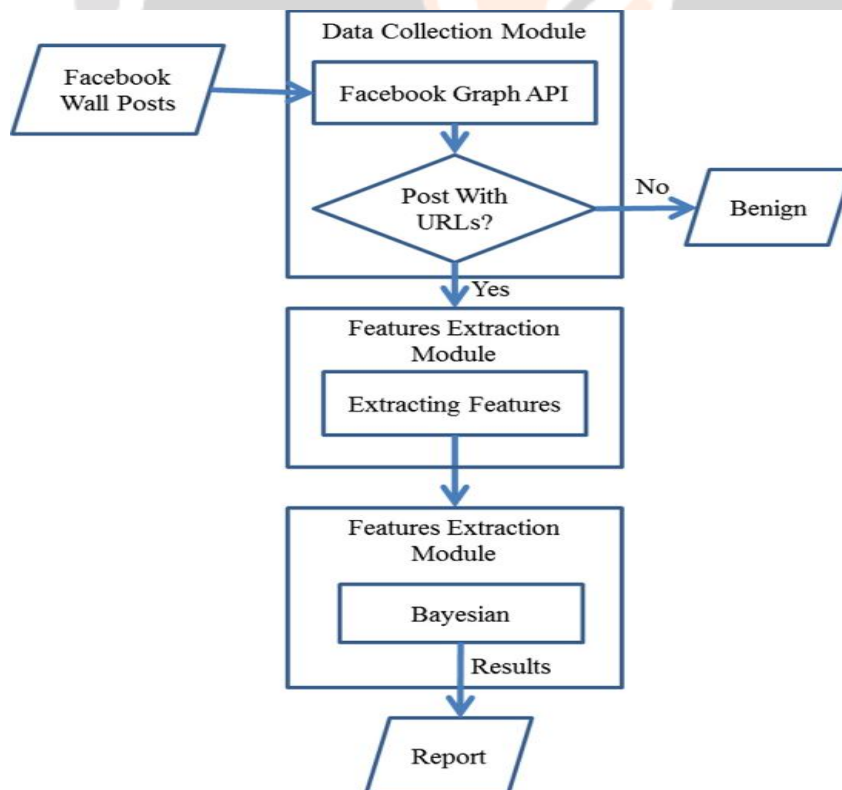 Data Collection Module
Facebook
Wall Posts
Facebook Graph API
Post With
URLs?
No
Benign
Yes
Features Extraction
Module
Extracting Features
Features Extraction
Module
Bayesian
Results
Report